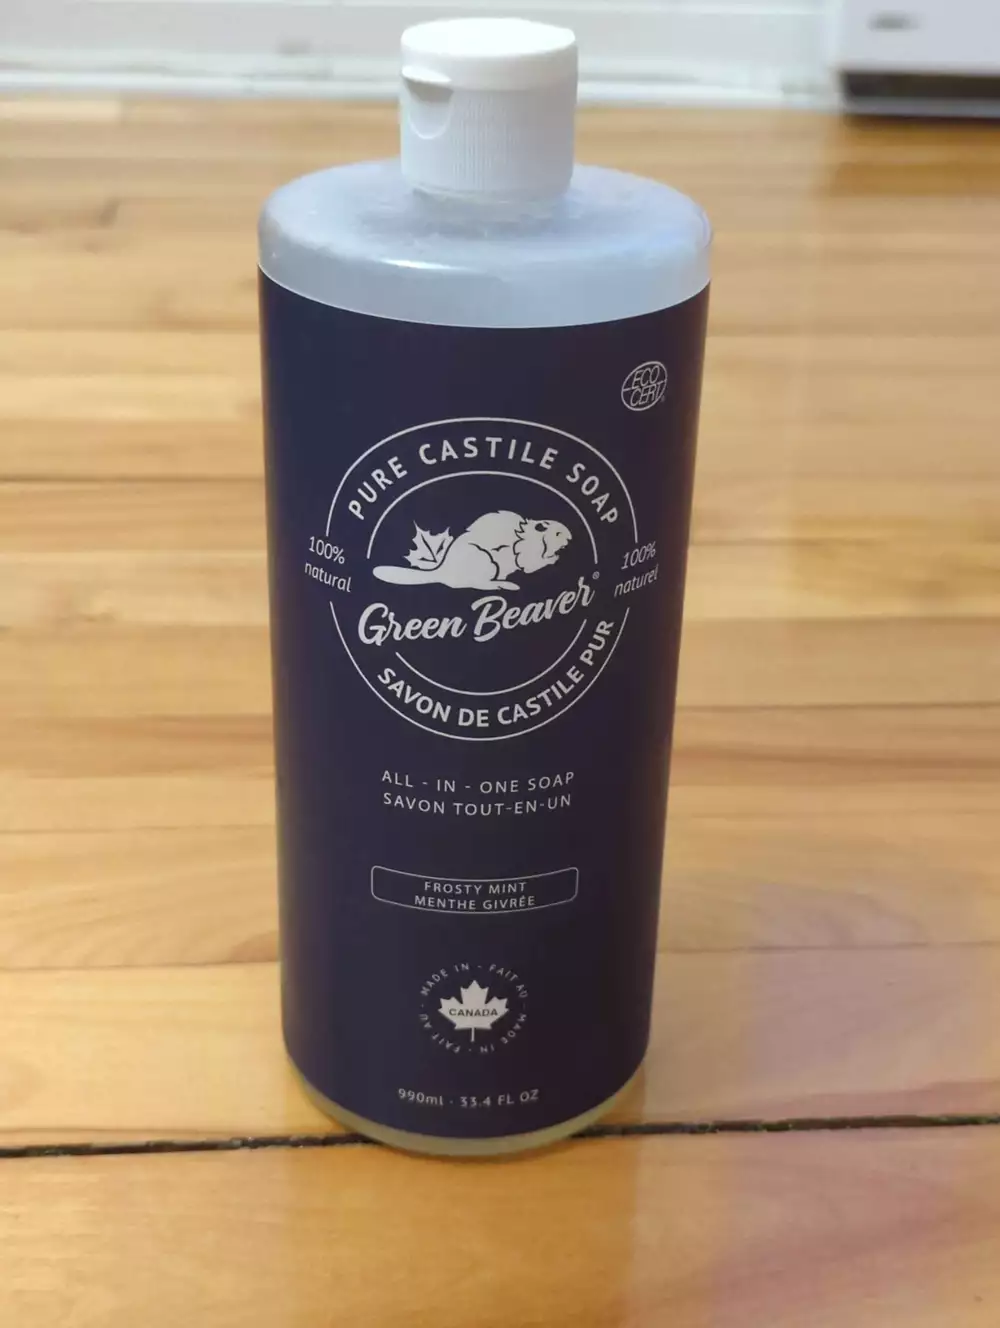 ECO
CERT
PURE CASTILE SOAP
100%
natural
100%
naturel
Green Beaver®
SAVON DE CASTILE PUR
ALL - IN - ONE SOAP
SAVON TOUT-EN-UN
FROSTY MINT
MENTHE GIVRÉE
MADE IN - FAIT AU - MADE IN - FAIT AU -
CANADA
990ml · 33.4 FL OZ